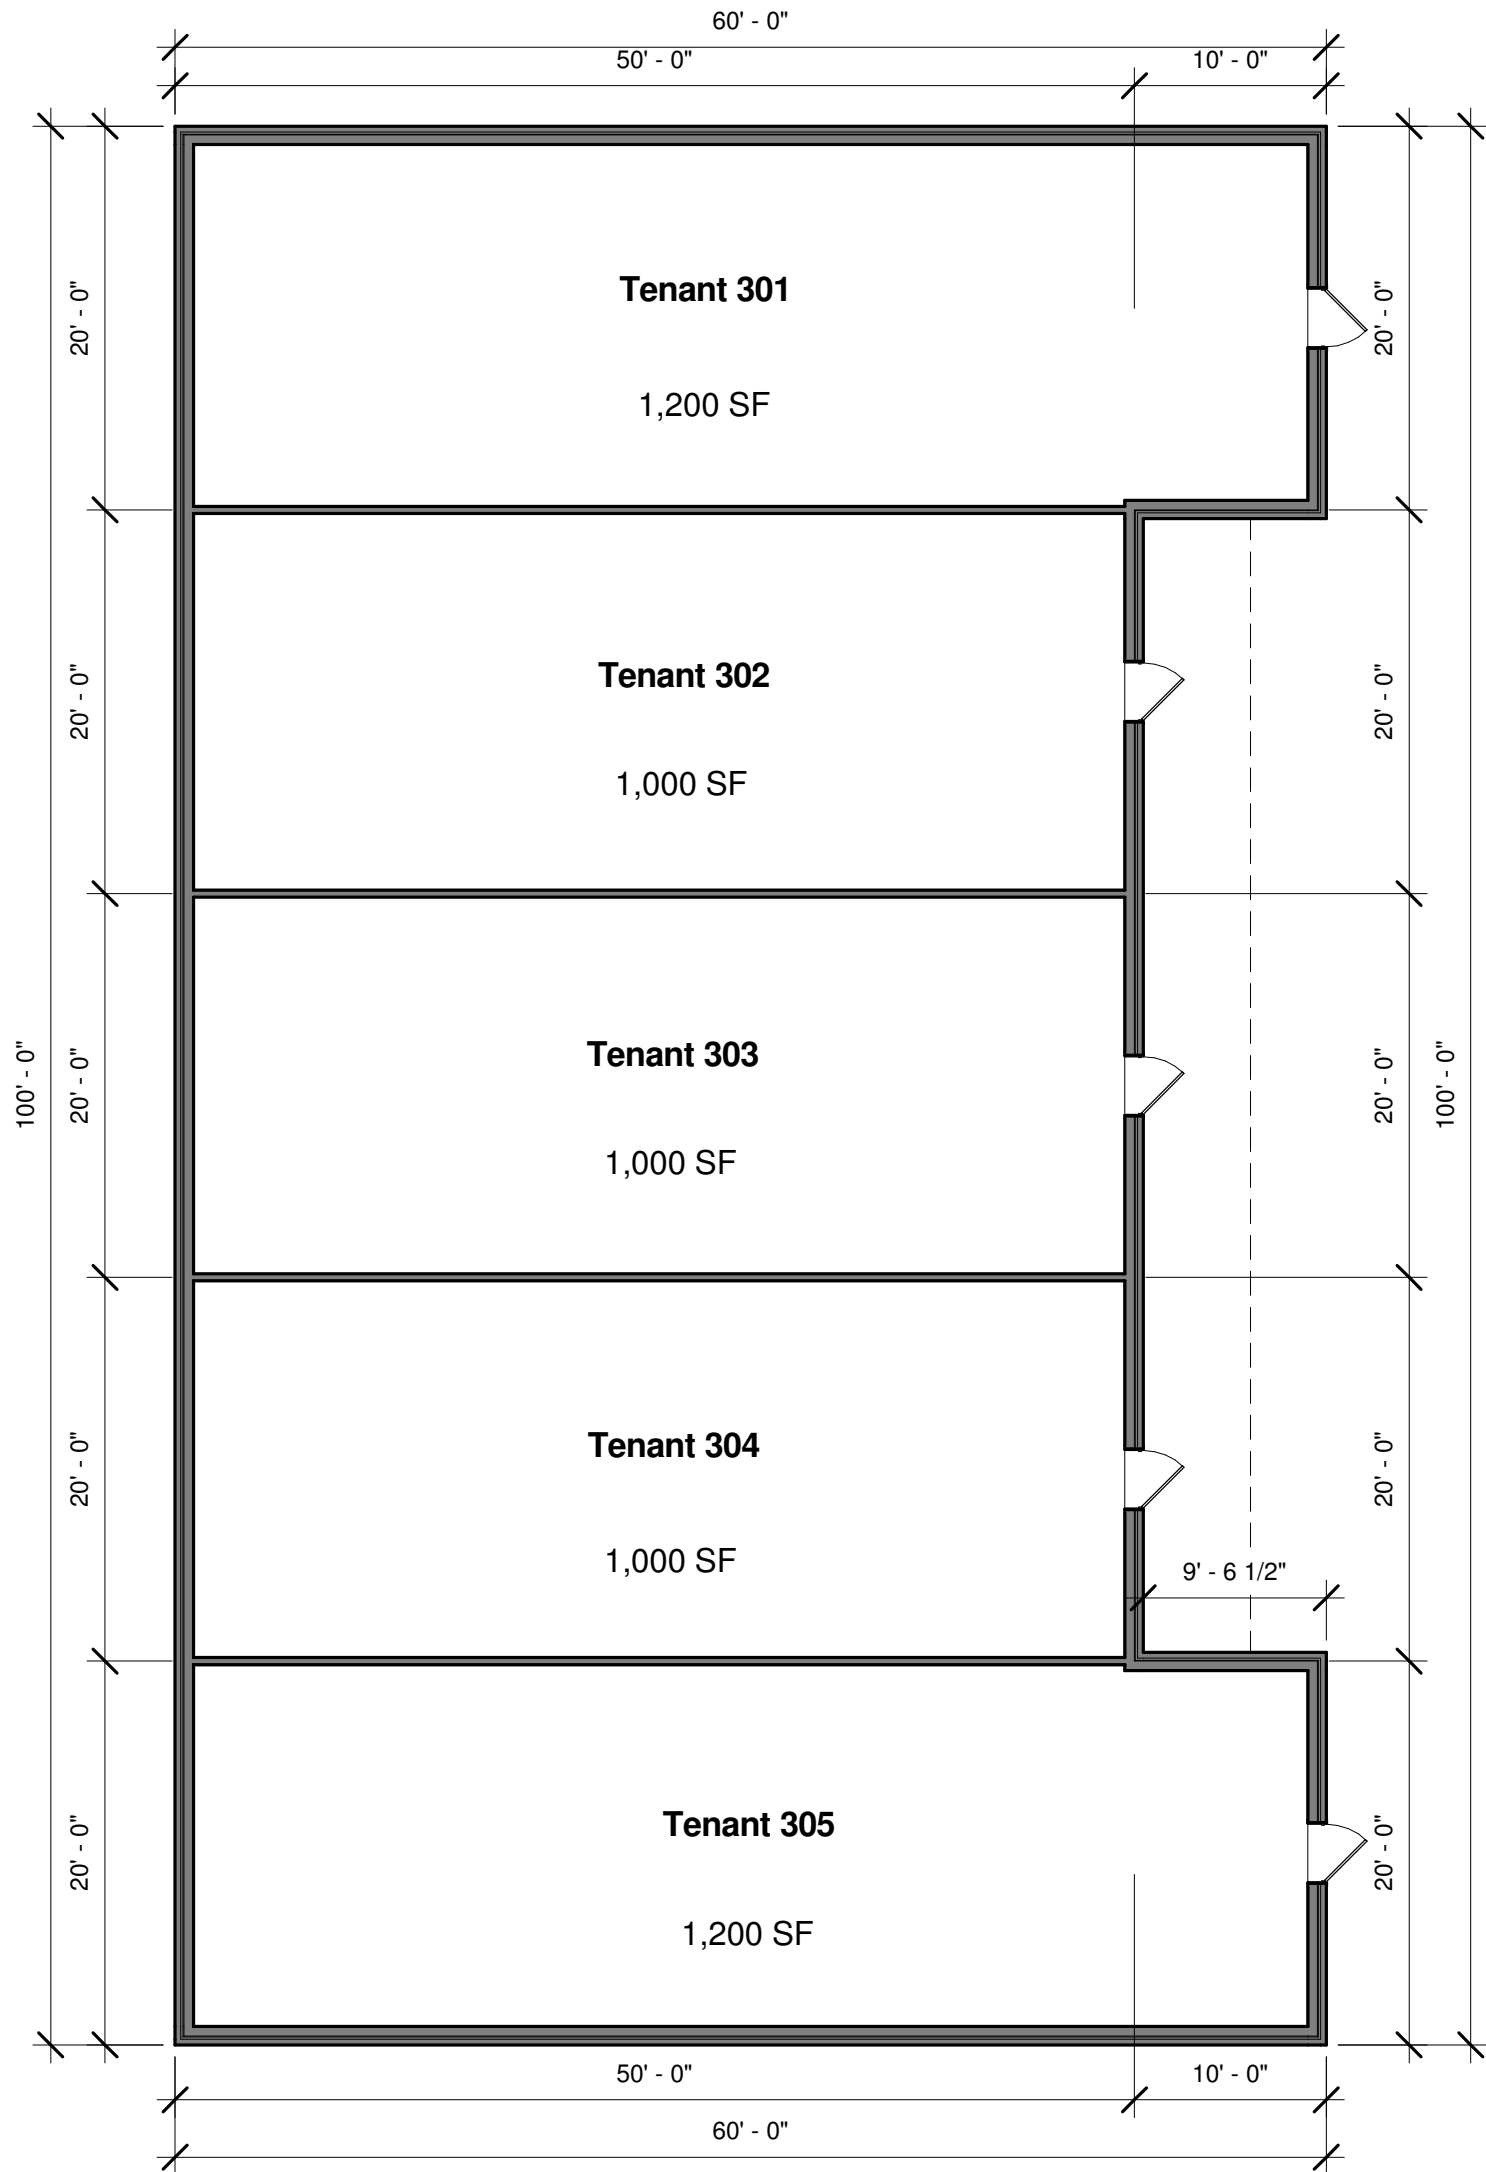 60' - 0"
50' - 0"
10' - 0"
Tenant 301
20' - 0"
20' - 0"
1,200 SF
Tenant 302
20' - 0"
20' - 0"
1,000 SF
Tenant 303
100' - 0"
20' - 0"
20' - 0"
100' - 0"
1,000 SF
Tenant 304
20' - 0"
20' - 0"
1,000 SF
9' - 6 1/2"
Tenant 305
20' - 0"
20' - 0"
1,200 SF
50' - 0"
10' - 0"
60' - 0"